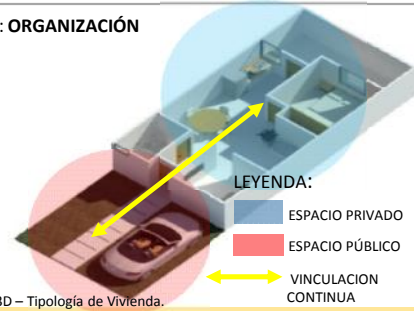 : ORGANIZACIÓN
LEYENDA:
ESPACIO PRIVADO
ESPACIO PÚBLICO
VINCULACION
CONTINUA
3D – Tipología de Vivienda.